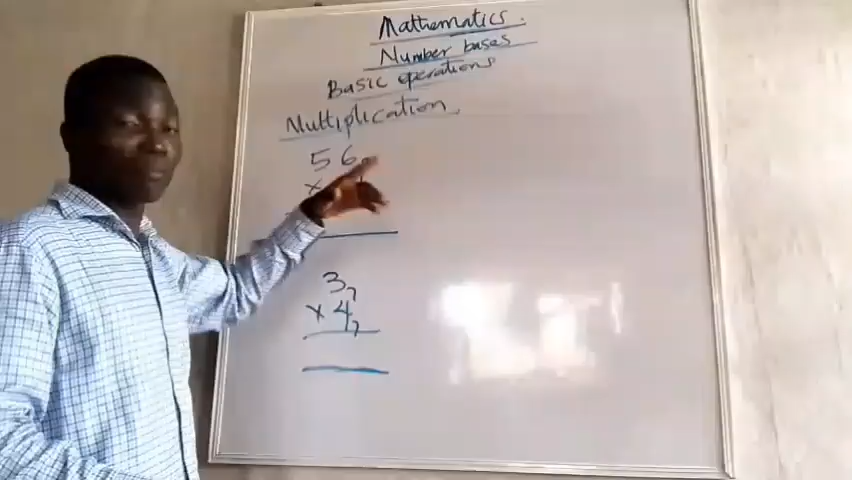 Mathematics.
Number bases
Basic operations
Multiplication.
56
×
3₇
× 4₇